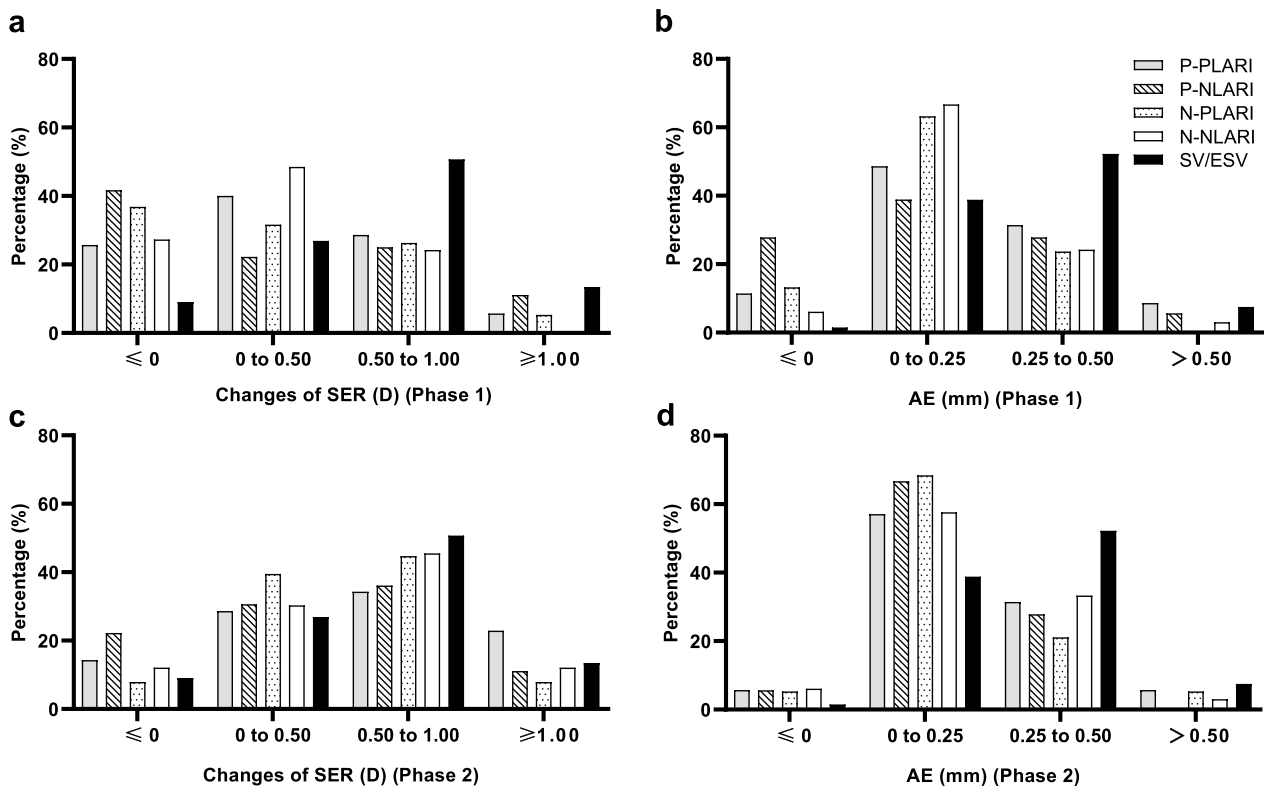 a
80
60
40
20
0
Percentage (%)
≤ 0
0 to 0.50
0.50 to 1.00
≥1.00
Changes of SER (D) (Phase 1)
b
80
60
40
20
0
Percentage (%)
≤ 0
0 to 0.25
0.25 to 0.50
＞0.50
AE (mm) (Phase 1)
P-PLARI
P-NLARI
N-PLARI
N-NLARI
SV/ESV
c
80
60
40
20
0
Percentage (%)
≤ 0
0 to 0.50
0.50 to 1.00
≥1.00
Changes of SER (D) (Phase 2)
d
80
60
40
20
0
Percentage (%)
≤ 0
0 to 0.25
0.25 to 0.50
＞0.50
AE (mm) (Phase 2)